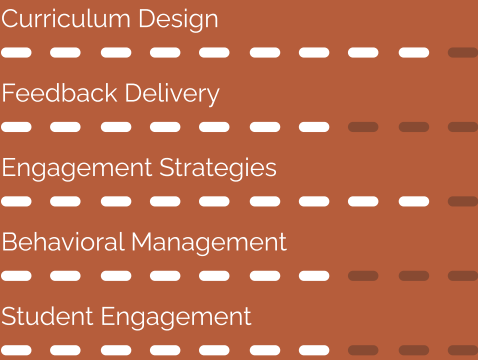 Curriculum Design
Feedback Delivery
Engagement Strategies
Behavioral Management
Student Engagement